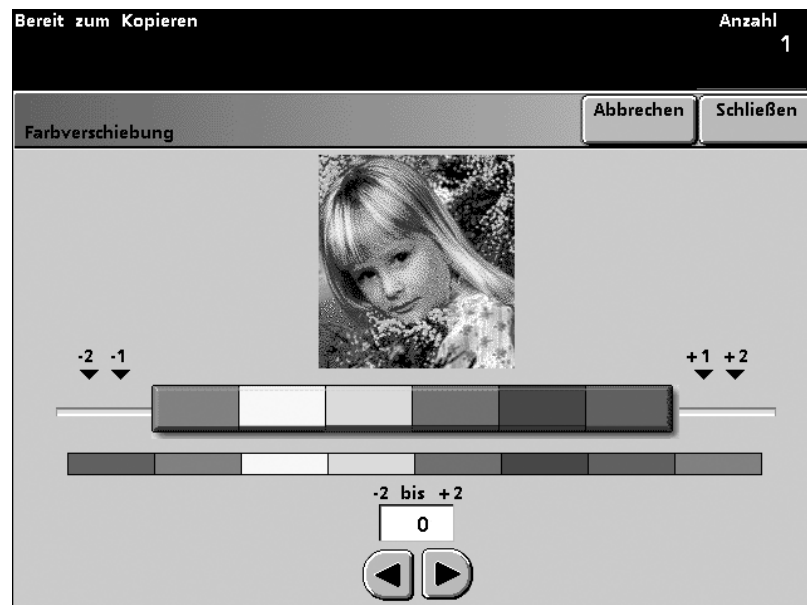 Bereit zum Kopieren
Anzahl
1
Farbverschiebung
Abbrechen
Schließen
-2 -1
+1 +2
-2 bis +2
0